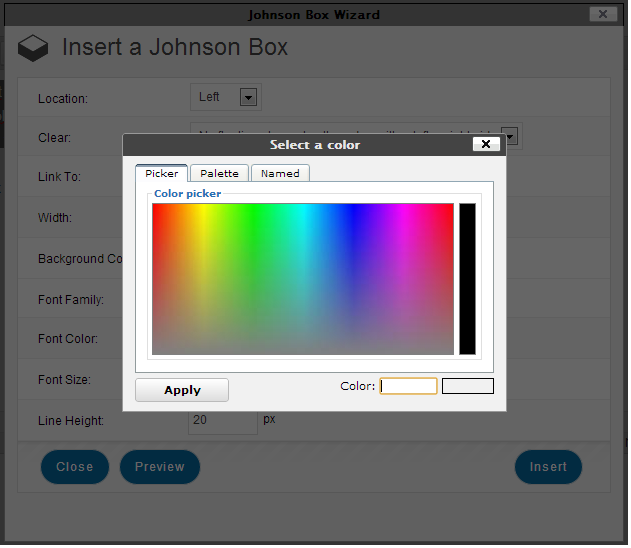 Johnson Box Wizard
Insert a Johnson Box
Location:
Left
Clear:
Select a color
Picker
Palette
Named
Color picker
Link To:
Width:
Background Co
Font Family:
Font Color:
Font Size:
Apply
Color:
Line Height:
20
px
Close
Preview
Insert